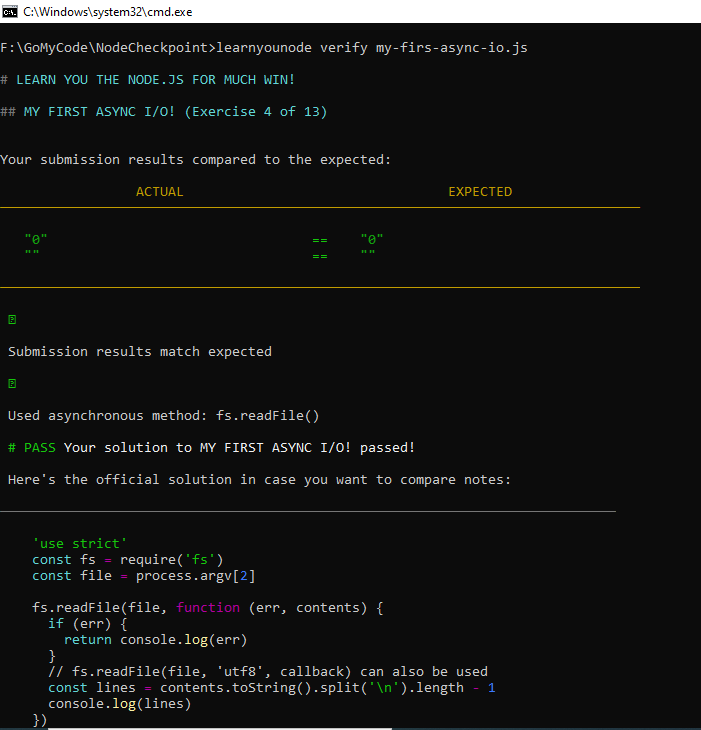 C:\Windows\system32\cmd.exe
F:\GoMyCode\NodeCheckpoint>learnyounode verify my-firs-async-io.js
# LEARN YOU THE NODE.JS FOR MUCH WIN!
## MY FIRST ASYNC I/O! (Exercise 4 of 13)
Your submission results compared to the expected:
ACTUAL EXPECTED
"0" == "0"
"" == ""
Submission results match expected
Used asynchronous method: fs.readFile()
# PASS Your solution to MY FIRST ASYNC I/O! passed!
Here's the official solution in case you want to compare notes:
'use strict'
const fs = require('fs')
const file = process.argv[2]
fs.readFile(file, function (err, contents) {
if (err) {
return console.log(err)
}
// fs.readFile(file, 'utf8', callback) can also be used
const lines = contents.toString().split('\n').length - 1
console.log(lines)
})